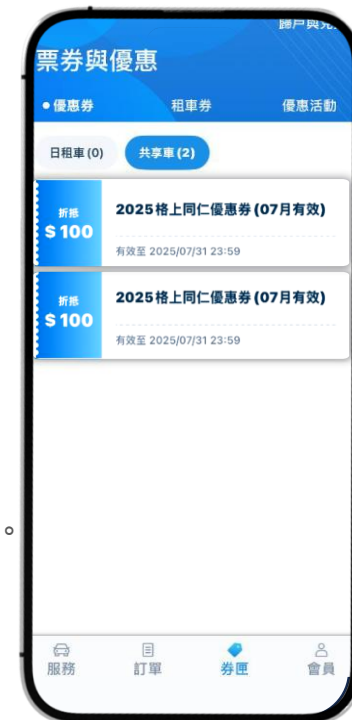 歸戶與兌
票券與優惠
優惠券 租車券 優惠活動
日租車(0) 共享車(2)
折抵
$100
2025格上同仁優惠券(07月有效)
有效至 2025/07/31 23:59
折抵
$100
2025格上同仁優惠券(07月有效)
有效至 2025/07/31 23:59
服務 訂單 券匣 會員